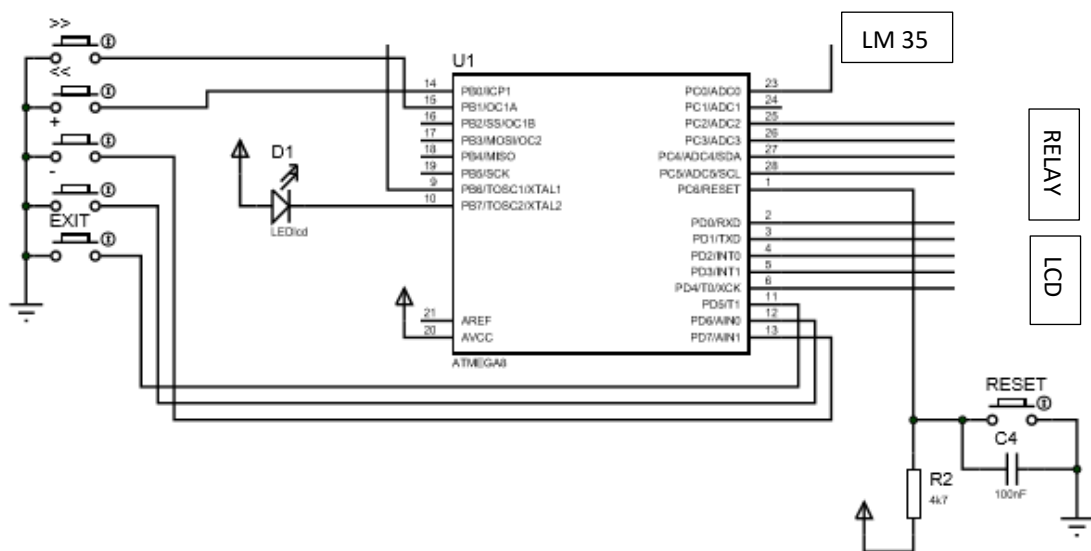 >>
<<
+
-
EXIT
D1
LEDlcd
U1
14 PB0/ICP1
15 PB1/OC1A
16 PB2/SS/OC1B
17 PB3/MOSI/OC2
18 PB4/MISO
19 PB5/SCK
9 PB6/TOSC1/XTAL1
10 PB7/TOSC2/XTAL2
21 AREF
20 AVCC
ATMEGA8
PC0/ADC0 23
PC1/ADC1 24
PC2/ADC2 25
PC3/ADC3 26
PC4/ADC4/SDA 27
PC5/ADC5/SCL 28
PC6/RESET 1
PD0/RXD 2
PD1/TXD 3
PD2/INT0 4
PD3/INT1 5
PD4/T0/XCK 6
PD5/T1 11
PD6/AIN0 12
PD7/AIN1 13
LM 35
RELAY
LCD
RESET
C4
100nF
R2
4k7